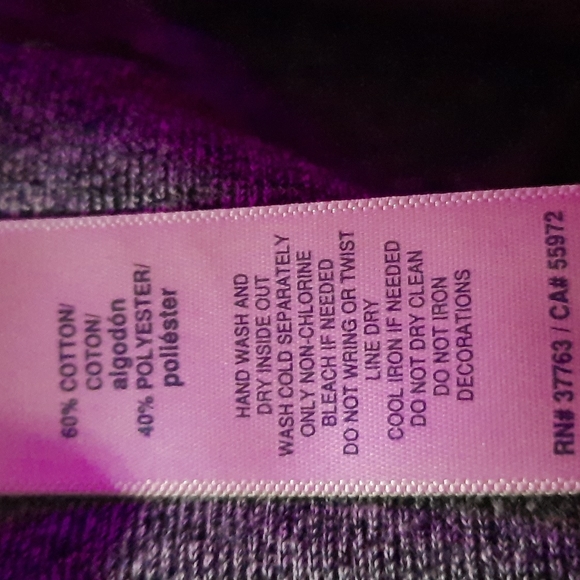 60% COTTON/
COTON/
algodón
40% POLYESTER/
poliéster
HAND WASH AND
DRY INSIDE OUT
WASH COLD SEPARATELY
ONLY NON-CHLORINE
BLEACH IF NEEDED
DO NOT WRING OR TWIST
LINE DRY
COOL IRON IF NEEDED
DO NOT DRY CLEAN
DO NOT IRON
DECORATIONS
RN# 37763 / CA# 55972